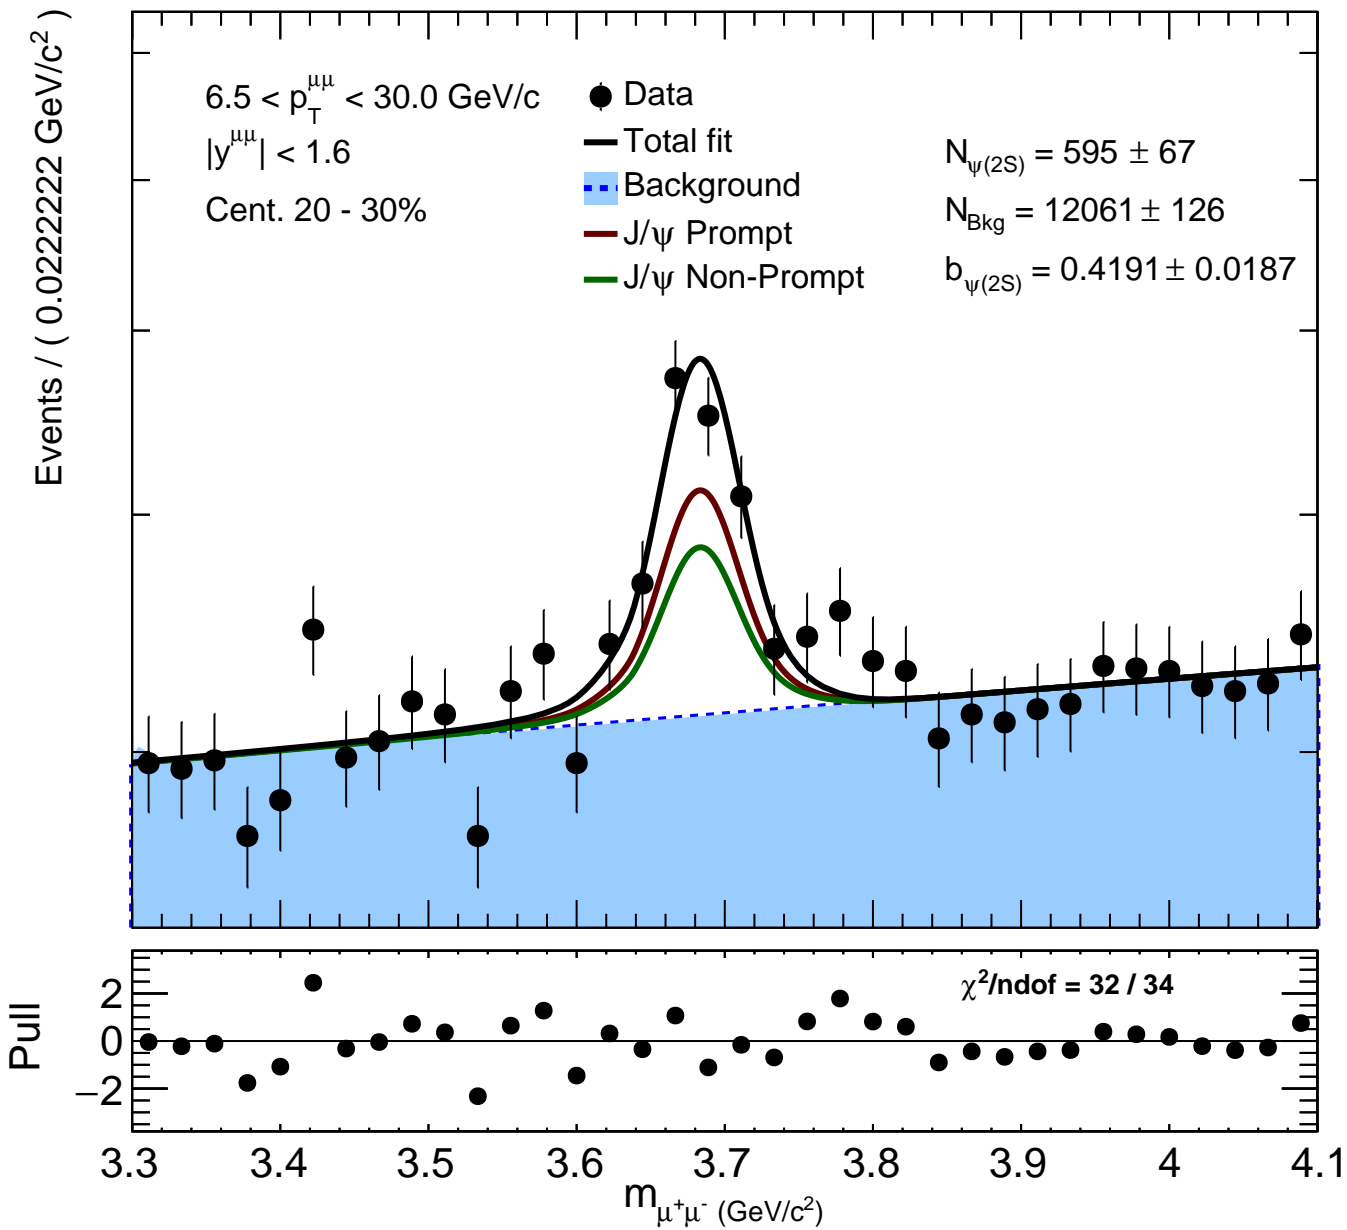 Events / ( 0.0222222 GeV/c²)
6.5 < p_T^μμ < 30.0 GeV/c
|y^μμ| < 1.6
Cent. 20 - 30%
Data
Total fit
Background
J/ψ Prompt
J/ψ Non-Prompt
N_ψ(2S) = 595 ± 67
N_Bkg = 12061 ± 126
b_ψ(2S) = 0.4191 ± 0.0187
Pull
2
0
−2
χ²/ndof = 32 / 34
3.3 3.4 3.5 3.6 3.7 3.8 3.9 4 4.1
m_μ⁺μ⁻ (GeV/c²)